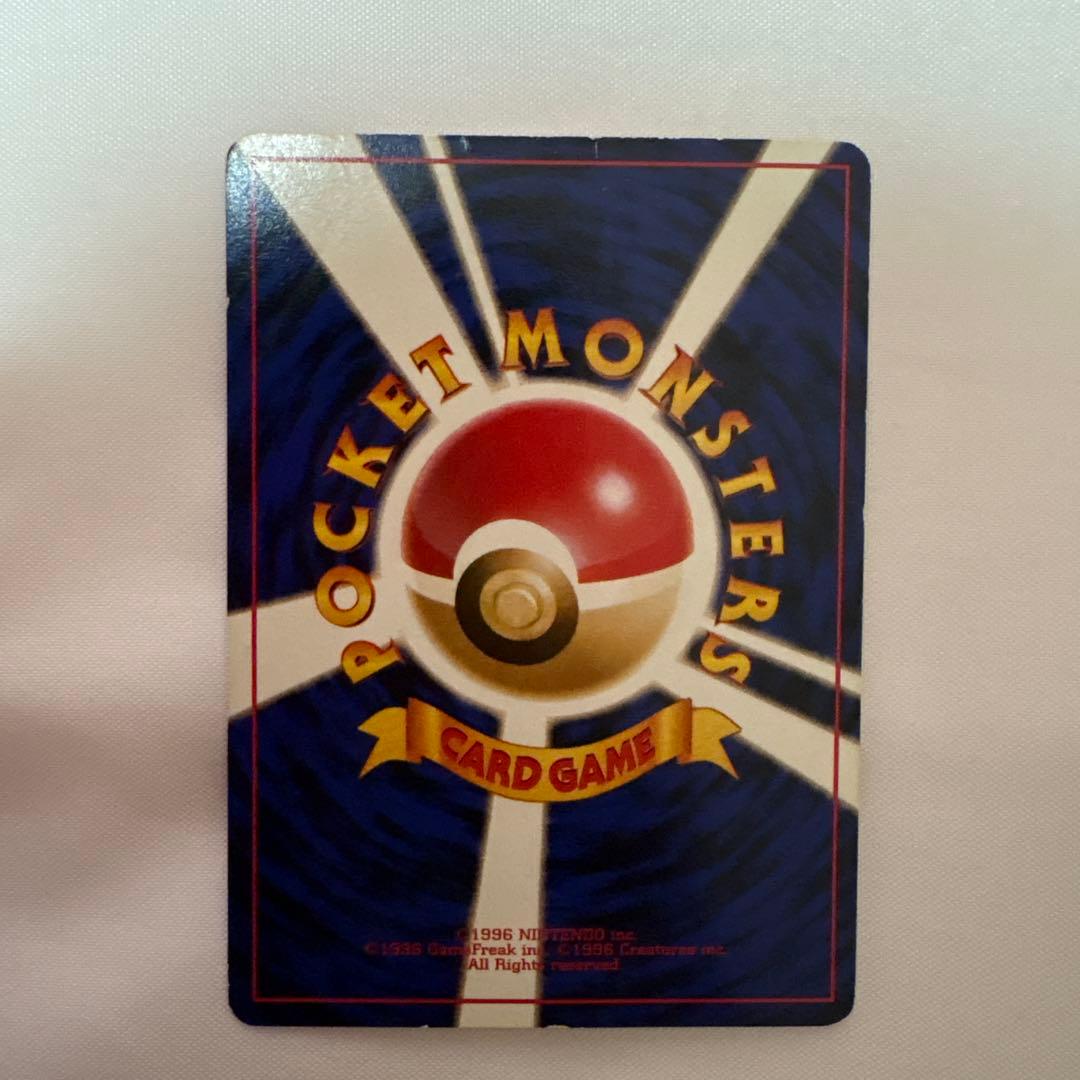 POCKET MONSTERS
CARD GAME
©1996 NINTENDO inc.
©1996 GameFreak inc. ©1996 Creatures inc.
All Rights reserved.